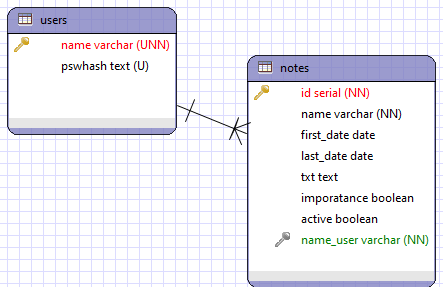 users
name varchar (UNN)
pswhash text (U)
notes
id serial (NN)
name varchar (NN)
first_date date
last_date date
txt text
imporatance boolean
active boolean
name_user varchar (NN)